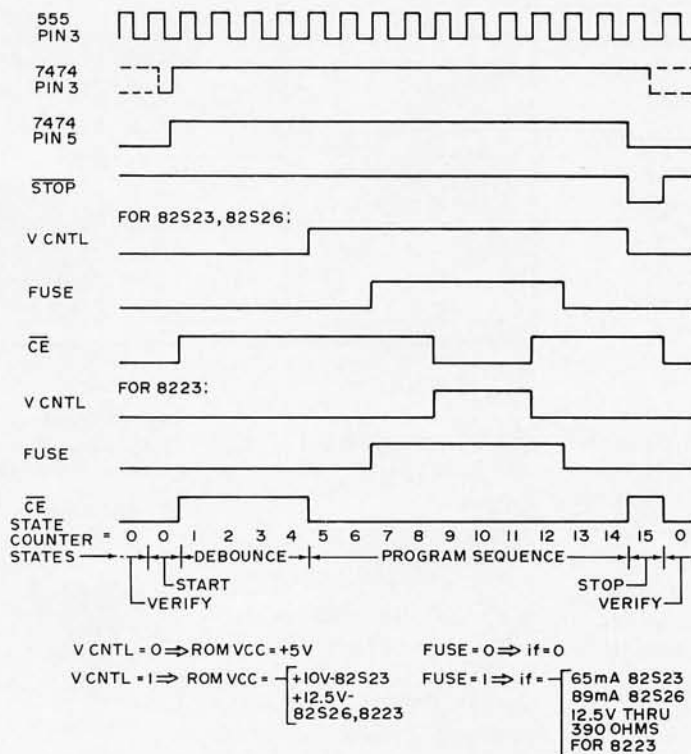 555
PIN 3
7474
PIN 3
7474
PIN 5
STOP
FOR 82S23, 82S26:
V CNTL
FUSE
CE
FOR 8223:
V CNTL
FUSE
CE
STATE
COUNTER =
STATES
0 0 1 2 3 4 5 6 7 8 9 10 11 12 13 14 15 0
DEBOUNCE PROGRAM SEQUENCE
START STOP
VERIFY VERIFY
V CNTL = 0 ⇒ ROM VCC = +5V
V CNTL = 1 ⇒ ROM VCC =
+10V-82S23
+12.5V-
82S26,8223
FUSE = 0 ⇒ if = 0
FUSE = 1 ⇒ if =
65mA 82S23
89mA 82S26
12.5V THRU
390 OHMS
FOR 8223